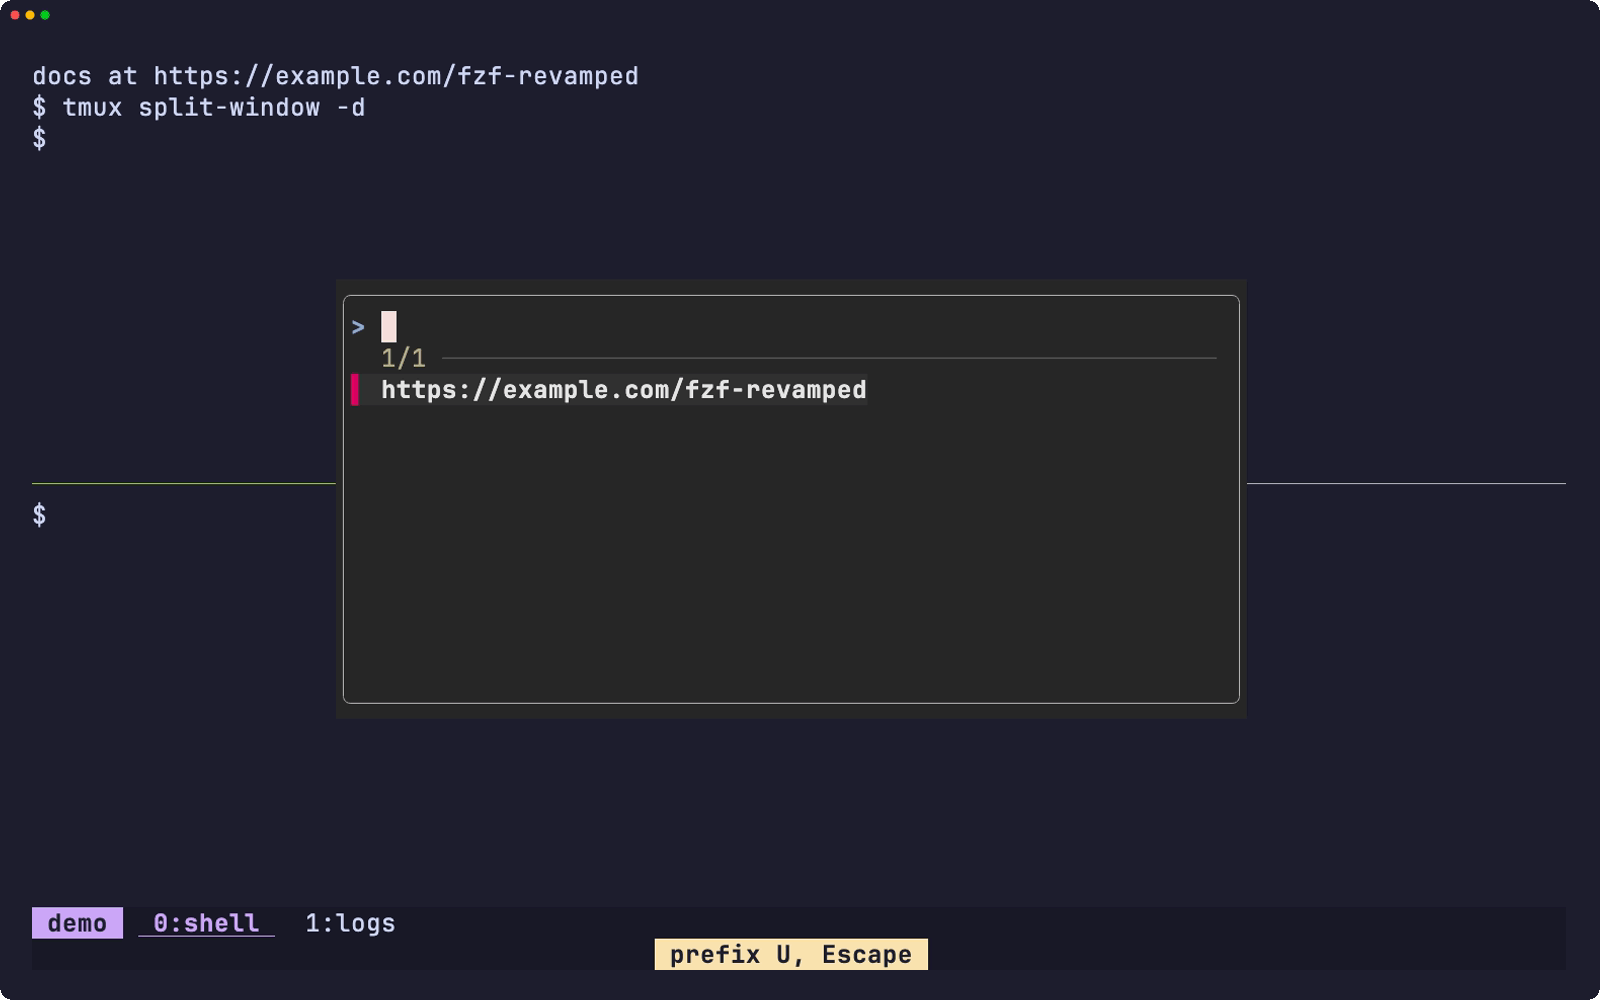 docs at https://example.com/fzf-revamped
$ tmux split-window -d
$
>
1/1
https://example.com/fzf-revamped
$
demo 0:shell 1:logs
prefix U, Escape